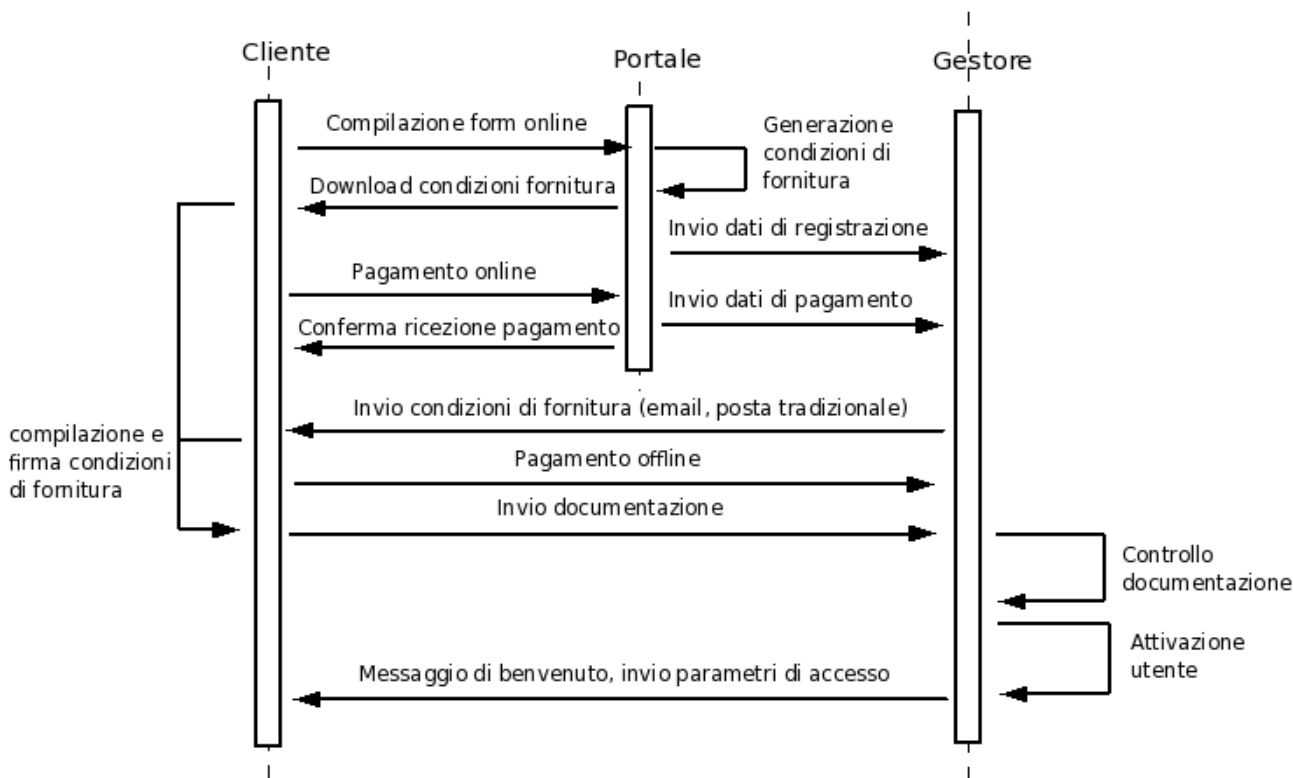 Cliente
Portale
Gestore
Compilazione form online
Generazione
condizioni di
fornitura
Download condizioni fornitura
Invio dati di registrazione
Pagamento online
Invio dati di pagamento
Conferma ricezione pagamento
Invio condizioni di fornitura (email, posta tradizionale)
compilazione e
firma condizioni
di fornitura
Pagamento offline
Invio documentazione
Controllo
documentazione
Attivazione
utente
Messaggio di benvenuto, invio parametri di accesso